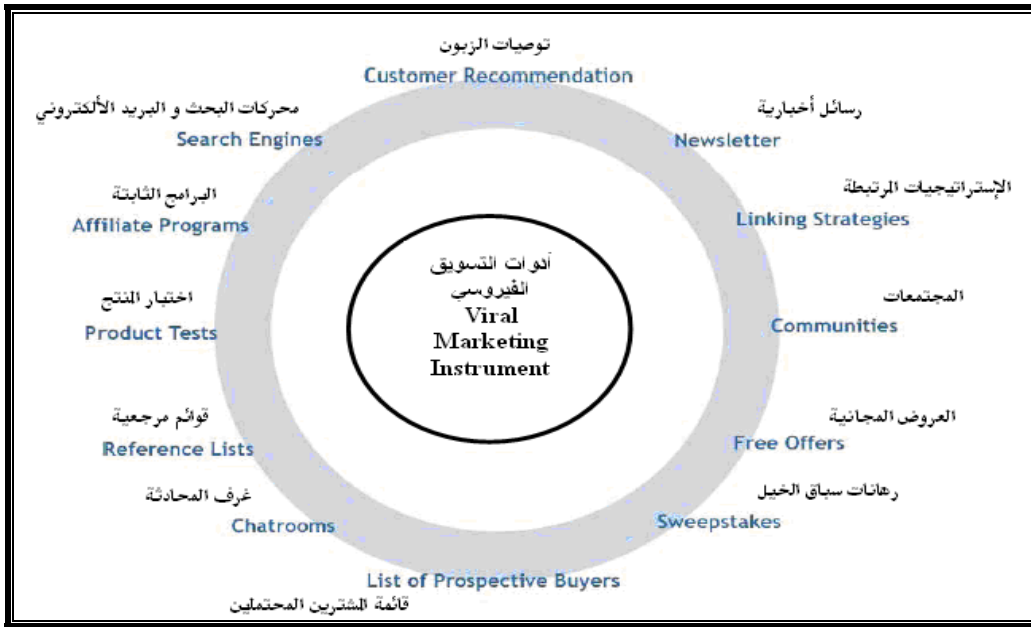 توصيات الزبون
Customer Recommendation
رسائل أخبارية
Newsletter
الإستراتيجيات المرتبطة
Linking Strategies
المجتمعات
Communities
العروض المجانية
Free Offers
رهانات سباق الخيل
Sweepstakes
List of Prospective Buyers
قائمة المشترين المحتملين
غرف المحادثة
Chatrooms
قوائم مرجعية
Reference Lists
اختبار المنتج
Product Tests
البرامج الثابتة
Affiliate Programs
محركات البحث و البريد الألكتروني
Search Engines
أدوات التسويق
الفيروسي
Viral
Marketing
Instrument